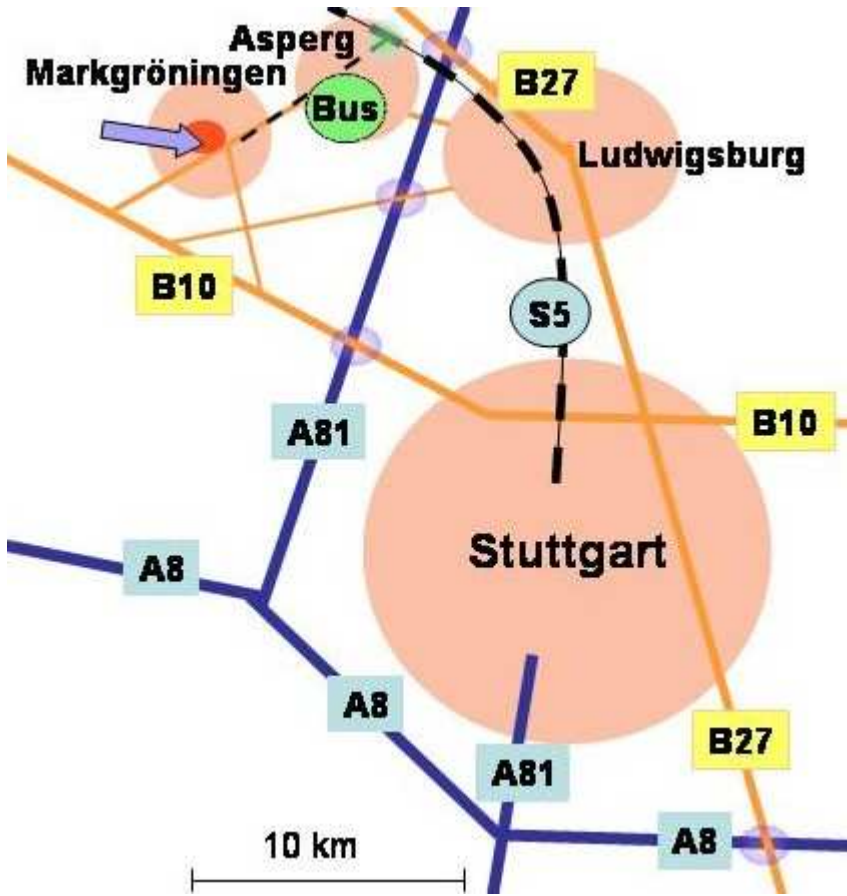 Asperg
Markgröningen
Bus
B27
Ludwigsburg
B10
S5
A81
B10
Stuttgart
A8
A8
B27
A81
A8
10 km